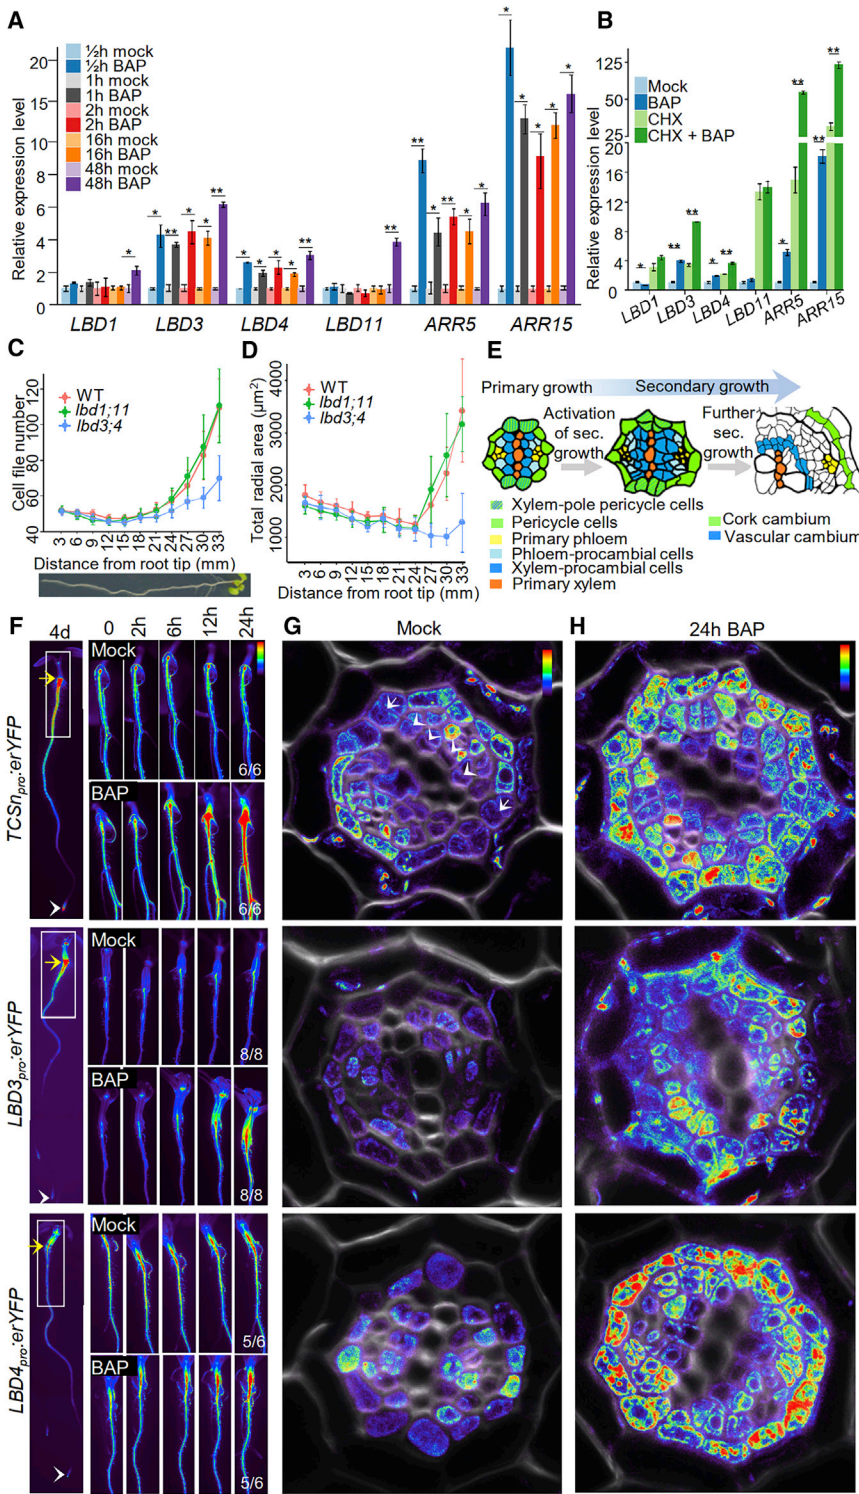 A
Relative expression level
20
15
10
8
6
4
2
0
½h mock
½h BAP
1h mock
1h BAP
2h mock
2h BAP
16h mock
16h BAP
48h mock
48h BAP
* ** * * **
* * * * **
*
**
** * ** * *
* * * * *
LBD1 LBD3 LBD4 LBD11 ARR5 ARR15
B
Relative expression level
125
50
25
20
16
12
8
4
0
Mock
BAP
CHX
CHX + BAP
* ** ** * ** * ** ** **
LBD1 LBD3 LBD4 LBD11 ARR5 ARR15
C
Cell file number
120
100
80
60
40
WT
lbd1;11
lbd3;4
3 6 9 12 15 18 21 24 27 30 33
Distance from root tip (mm)
D
Total radial area (µm²)
4000
3000
2000
1000
WT
lbd1;11
lbd3;4
3 6 9 12 15 18 21 24 27 30 33
Distance from root tip (mm)
E
Primary growth Secondary growth
Activation of sec. growth
Further sec. growth
Xylem-pole pericycle cells
Pericycle cells
Primary phloem
Phloem-procambial cells
Xylem-procambial cells
Primary xylem
Cork cambium
Vascular cambium
F
4d 0 2h 6h 12h 24h
TCSnpro:erYFP
Mock
6/6
BAP
6/6
LBD3pro:erYFP
Mock
8/8
BAP
8/8
LBD4pro:erYFP
Mock
5/6
BAP
5/6
G Mock
H 24h BAP